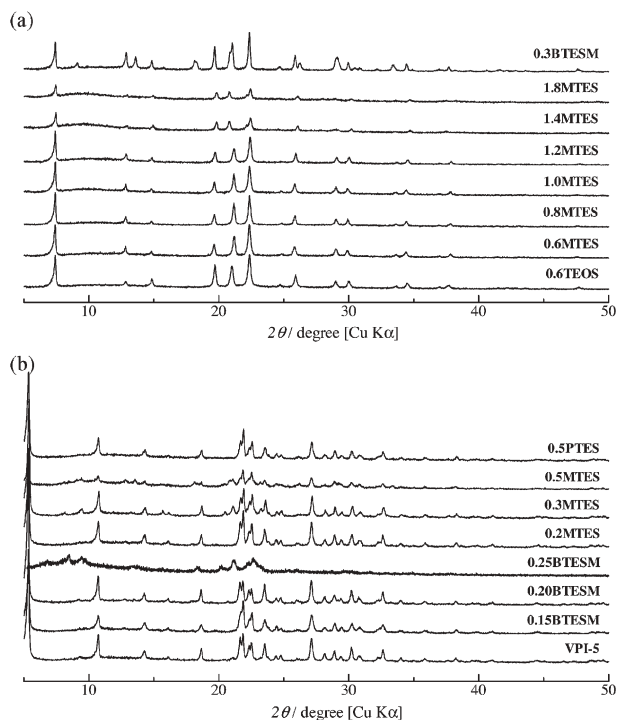 (a)
0.3BTESM
1.8MTES
1.4MTES
1.2MTES
1.0MTES
0.8MTES
0.6MTES
0.6TEOS
10 20 30 40 50
2θ / degree [Cu Kα]
(b)
0.5PTES
0.5MTES
0.3MTES
0.2MTES
0.25BTESM
0.20BTESM
0.15BTESM
VPI-5
10 20 30 40 50
2θ / degree [Cu Kα]